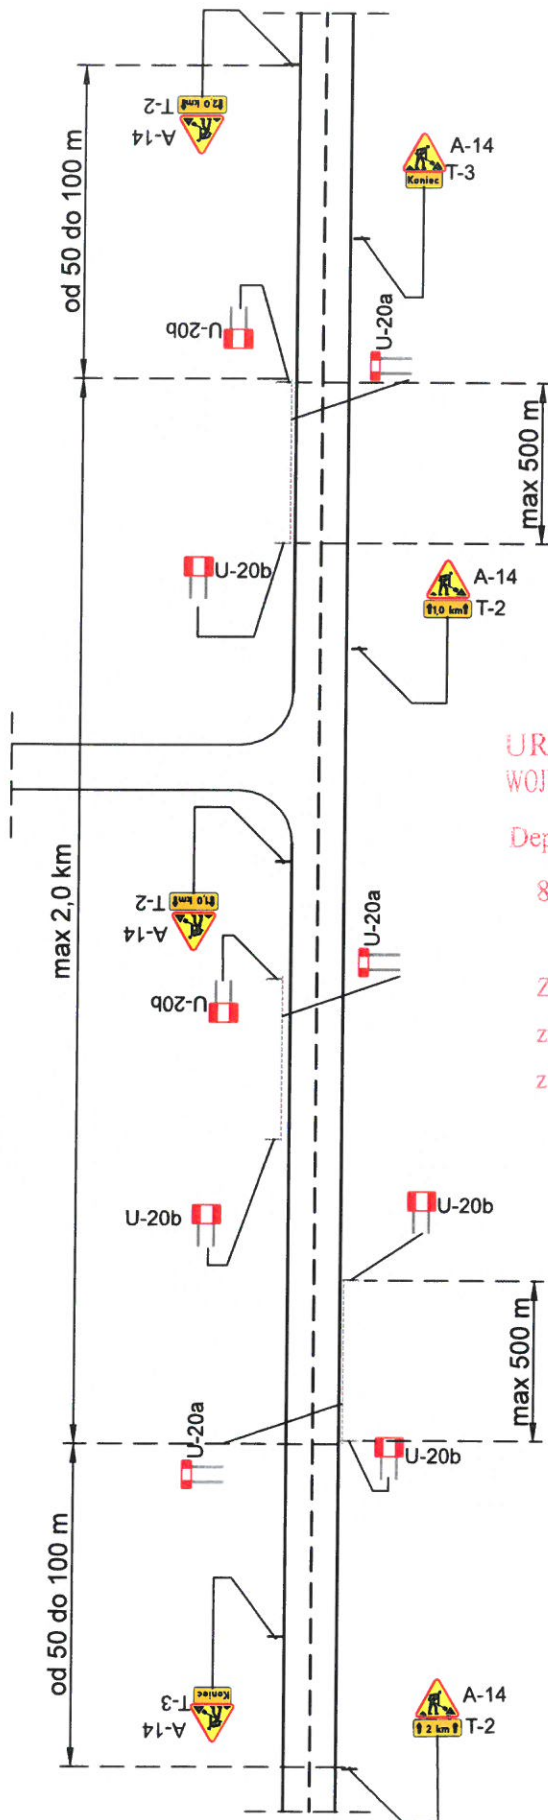 od 50 do 100 m
T-2
↑2,0 km↑
A-14
A-14
T-3
Koniec
U-20b
U-20a
max 500 m
U-20b
A-14
↑1,0 km↑
T-2
max 2,0 km
UR
WOJ
Dep
8
Z
z
z
T-2
↑1,0 km↑
A-14
U-20a
U-20b
U-20b
U-20b
max 500 m
U-20a
U-20b
od 50 do 100 m
T-3
Koniec
A-14
A-14
↑ 2 km ↑
T-2